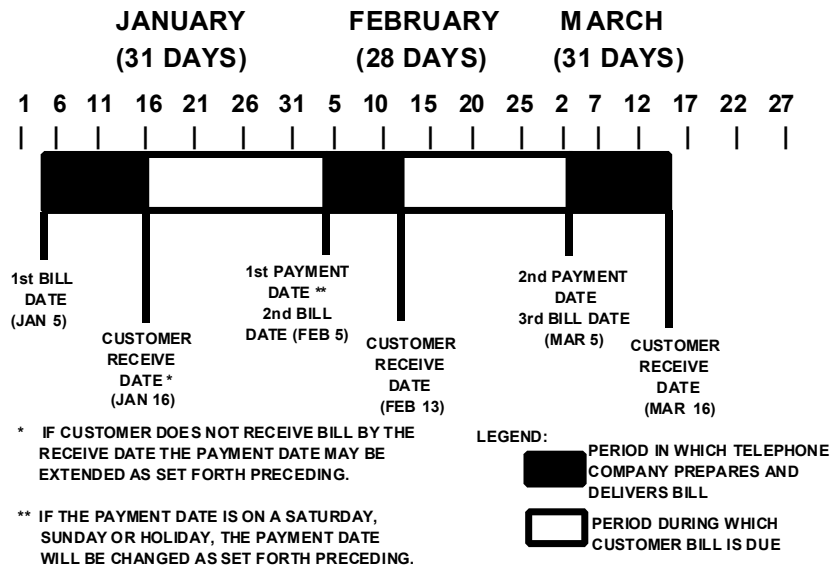 JANUARY FEBRUARY MARCH
(31 DAYS) (28 DAYS) (31 DAYS)
1 6 11 16 21 26 31 5 10 15 20 25 2 7 12 17 22 27
1st BILL
DATE
(JAN 5)
CUSTOMER
RECEIVE
DATE *
(JAN 16)
1st PAYMENT
DATE **
2nd BILL
DATE (FEB 5)
CUSTOMER
RECEIVE
DATE
(FEB 13)
2nd PAYMENT
DATE
3rd BILL DATE
(MAR 5)
CUSTOMER
RECEIVE
DATE
(MAR 16)
* IF CUSTOMER DOES NOT RECEIVE BILL BY THE
RECEIVE DATE THE PAYMENT DATE MAY BE
EXTENDED AS SET FORTH PRECEDING.
** IF THE PAYMENT DATE IS ON A SATURDAY,
SUNDAY OR HOLIDAY, THE PAYMENT DATE
WILL BE CHANGED AS SET FORTH PRECEDING.
LEGEND:
PERIOD IN WHICH TELEPHONE
COMPANY PREPARES AND
DELIVERS BILL
PERIOD DURING WHICH
CUSTOMER BILL IS DUE